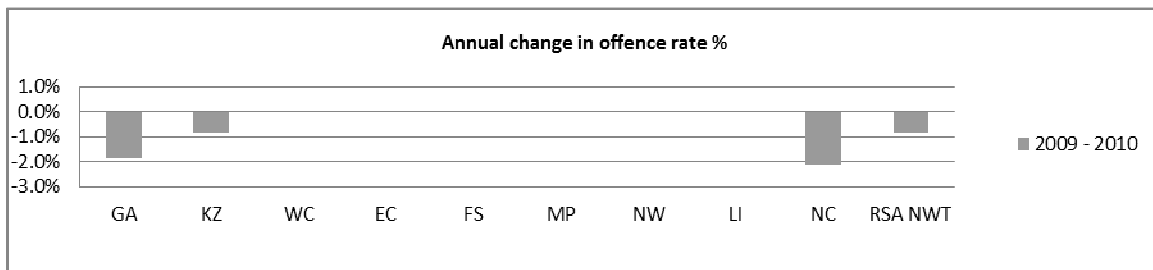 Annual change in offence rate %
1.0%
0.0%
-1.0%
-2.0%
-3.0%
GA KZ WC EC FS MP NW LI NC RSA NWT
2009 - 2010